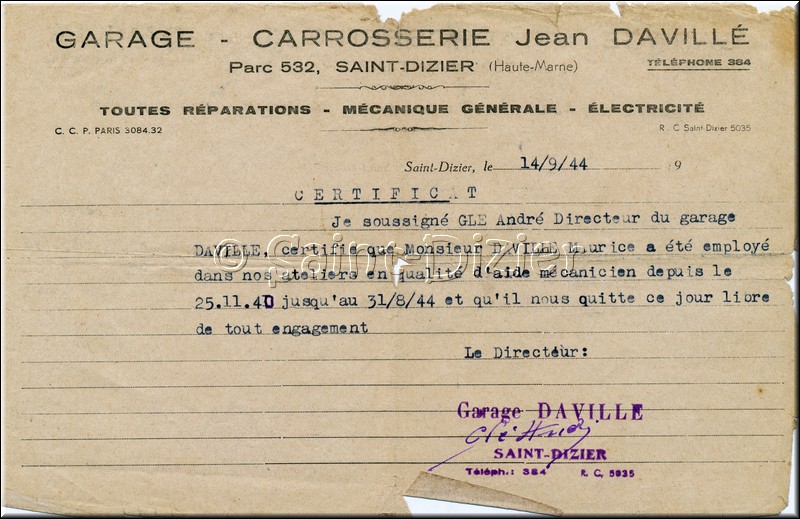 GARAGE - CARROSSERIE Jean DAVILLÉ
Parc 532, SAINT-DIZIER (Haute-Marne)
TÉLÉPHONE 384
TOUTES RÉPARATIONS - MÉCANIQUE GÉNÉRALE - ÉLECTRICITÉ
C. C. P. PARIS 3084.32
R. C. Saint-Dizier 5035
Saint-Dizier, le 14/9/44 9
CERTIFICAT
Je soussigné GLE André Directeur du garage
DAVILLE, certifie que Monsieur D VILLE Maurice a été employé
dans nos ateliers en qualité d'aide mécanicien depuis le
25.11.40 jusqu'au 31/8/44 et qu'il nous quitte ce jour libre
de tout engagement
Le Directeur:
Garage DAVILLE
SAINT-DIZIER
Téléph.: 384 R. C. 5035
© Saint-Dizier